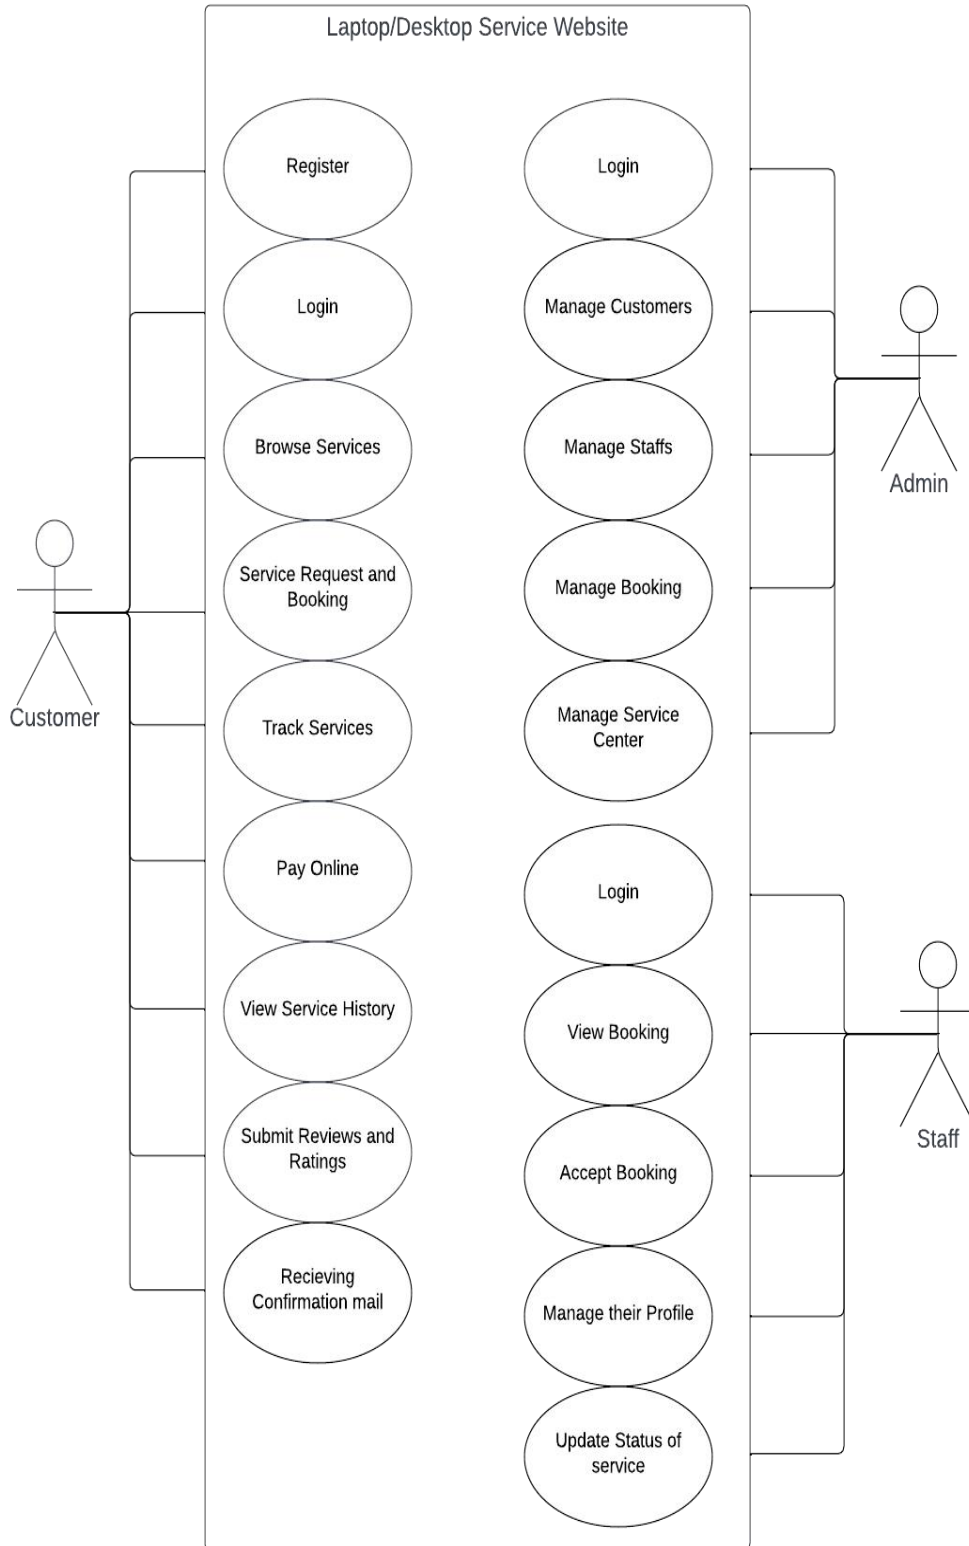 Laptop/Desktop Service Website
Register
Login
Browse Services
Service Request and
Booking
Track Services
Pay Online
View Service History
Submit Reviews and
Ratings
Recieving
Confirmation mail
Customer
Login
Manage Customers
Manage Staffs
Manage Booking
Manage Service
Center
Admin
Login
View Booking
Accept Booking
Manage their Profile
Update Status of
service
Staff